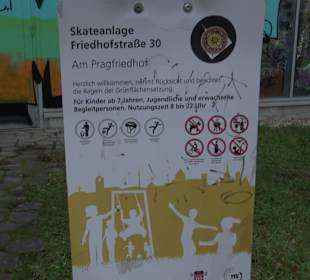 Skateanlage
Friedhofstraße 30
Am Pragfriedhof
Herzlich willkommen, nehmt Rücksicht und beachtet
die Regeln der Grünflächensatzung:
Für Kinder ab 7 Jahren, Jugendliche und erwachsene
Begleitpersonen. Nutzungszeit 8 bis 22 Uhr
115